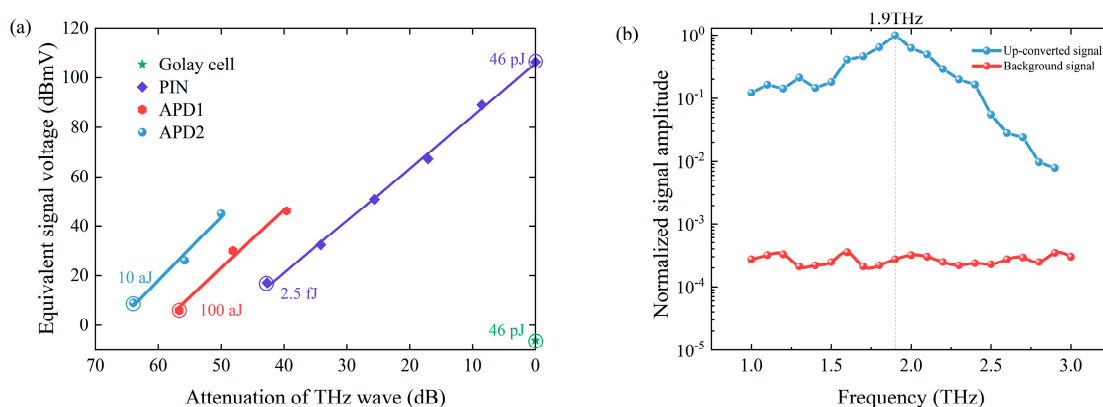 (a)
120
100
80
60
40
20
0
Equivalent signal voltage (dBmV)
Golay cell
PIN
APD1
APD2
46 pJ
10 aJ
100 aJ
2.5 fJ
46 pJ
70 60 50 40 30 20 10 0
Attenuation of THz wave (dB)
(b)
1.9THz
Up-converted signal
Background signal
10⁰
10⁻¹
10⁻²
10⁻³
10⁻⁴
10⁻⁵
Normalized signal amplitude
1.0 1.5 2.0 2.5 3.0
Frequency (THz)